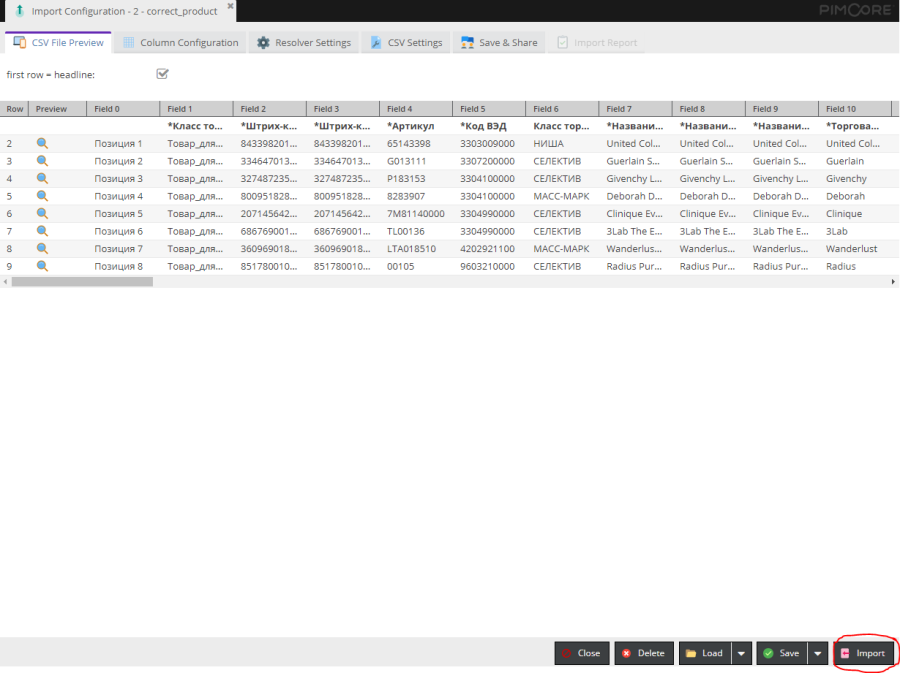 Import Configuration - 2 - correct_product
PIMCORE
CSV File Preview Column Configuration Resolver Settings CSV Settings Save & Share Import Report
first row = headline:
Row Preview Field 0 Field 1 Field 2 Field 3 Field 4 Field 5 Field 6 Field 7 Field 8 Field 9 Field 10
*Класс то... *Штрих-к... *Штрих-к... *Артикул *Код ВЭД Класс тор... *Названи... *Названи... *Названи... *Торгова...
2 Позиция 1 Товар_для... 843398201... 843398201... 65143398 3303009000 НИША United Col... United Col... United Col... United Col...
3 Позиция 2 Товар_для... 334647013... 334647013... G013111 3307200000 СЕЛЕКТИВ Guerlain S... Guerlain S... Guerlain S... Guerlain
4 Позиция 3 Товар_для... 327487235... 327487235... P183153 3304100000 СЕЛЕКТИВ Givenchy L... Givenchy L... Givenchy L... Givenchy
5 Позиция 4 Товар_для... 800951828... 800951828... 8283907 3304100000 МАСС-МАРК Deborah D... Deborah D... Deborah D... Deborah
6 Позиция 5 Товар_для... 207145642... 207145642... 7M81140000 3304990000 СЕЛЕКТИВ Clinique Ev... Clinique Ev... Clinique Ev... Clinique
7 Позиция 6 Товар_для... 686769001... 686769001... TL00136 3304990000 СЕЛЕКТИВ 3Lab The E... 3Lab The E... 3Lab The E... 3Lab
8 Позиция 7 Товар_для... 360969018... 360969018... LTA018510 4202921100 МАСС-МАРК Wanderlus... Wanderlus... Wanderlus... Wanderlust
9 Позиция 8 Товар_для... 851780010... 851780010... 00105 9603210000 СЕЛЕКТИВ Radius Pur... Radius Pur... Radius Pur... Radius
Close Delete Load Save Import